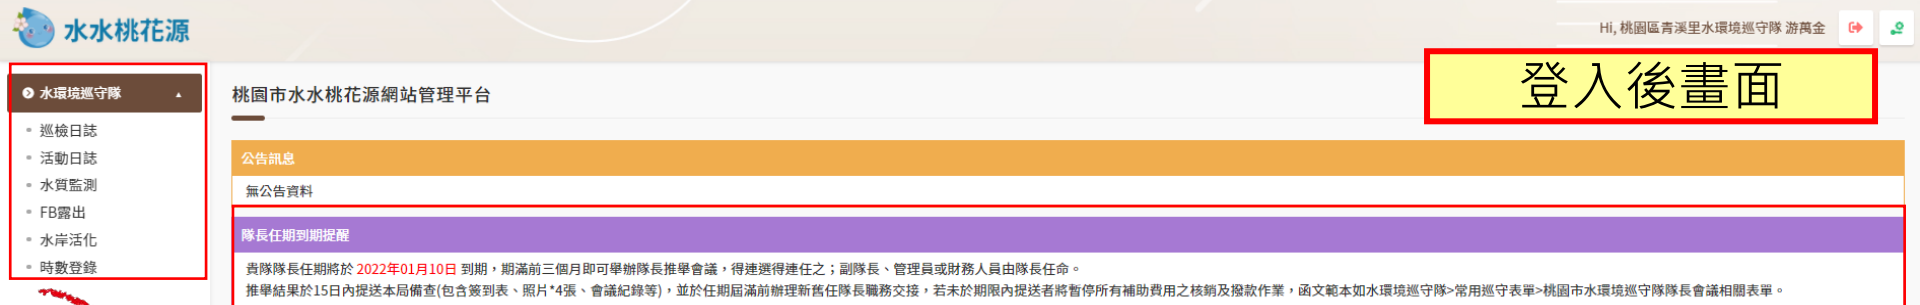 水水桃花源
Hi, 桃園區青溪里水環境巡守隊 游萬金
登入後畫面
水環境巡守隊
巡檢日誌
活動日誌
水質監測
FB露出
水岸活化
時數登錄
桃園市水水桃花源網站管理平台
公告訊息
無公告資料
隊長任期到期提醒
貴隊隊長任期將於 2022年01月10日 到期，期滿前三個月即可舉辦隊長推舉會議，得連選得連任之；副隊長、管理員或財務人員由隊長任命。
推舉結果於15日內提送本局備查(包含簽到表、照片*4張、會議紀錄等)，並於任期屆滿前辦理新舊任隊長職務交接，若未於期限內提送者將暫停所有補助費用之核銷及撥款作業，函文範本如水環境巡守隊>常用巡守表單>桃園市水環境巡守隊隊長會議相關表單。